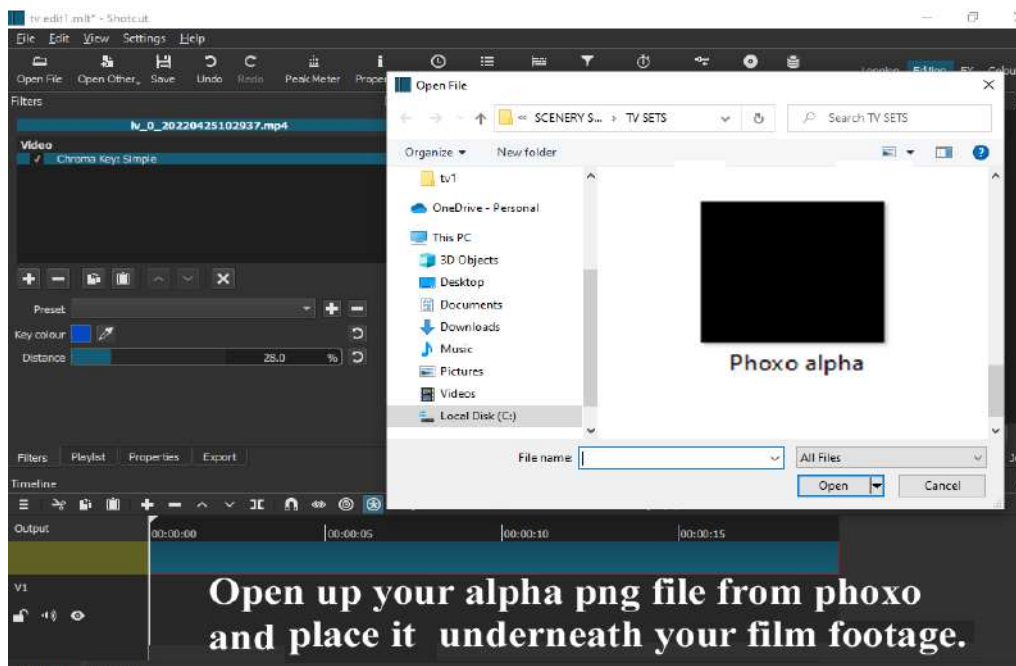 tv edit1.mlt* - Shotcut
File Edit View Settings Help
Open File Open Other_ Save Undo Redo Peak Meter Proper
Filters
lv_0_20220425102937.mp4
Video
✓ Chroma Key: Simple
Preset
Key colour
Distance 28.0 %
Filters Playlist Properties Export
Open File
SCENERY S... › TV SETS
Search TV SETS
Organize New folder
tv1
OneDrive - Personal
This PC
3D Objects
Desktop
Documents
Downloads
Music
Pictures
Videos
Local Disk (C:)
Phoxo alpha
File name:
All Files
Open Cancel
Timeline
Output
00:00:00 00:00:05 00:00:10 00:00:15
V1
Open up your alpha png file from phoxo
and place it underneath your film footage.